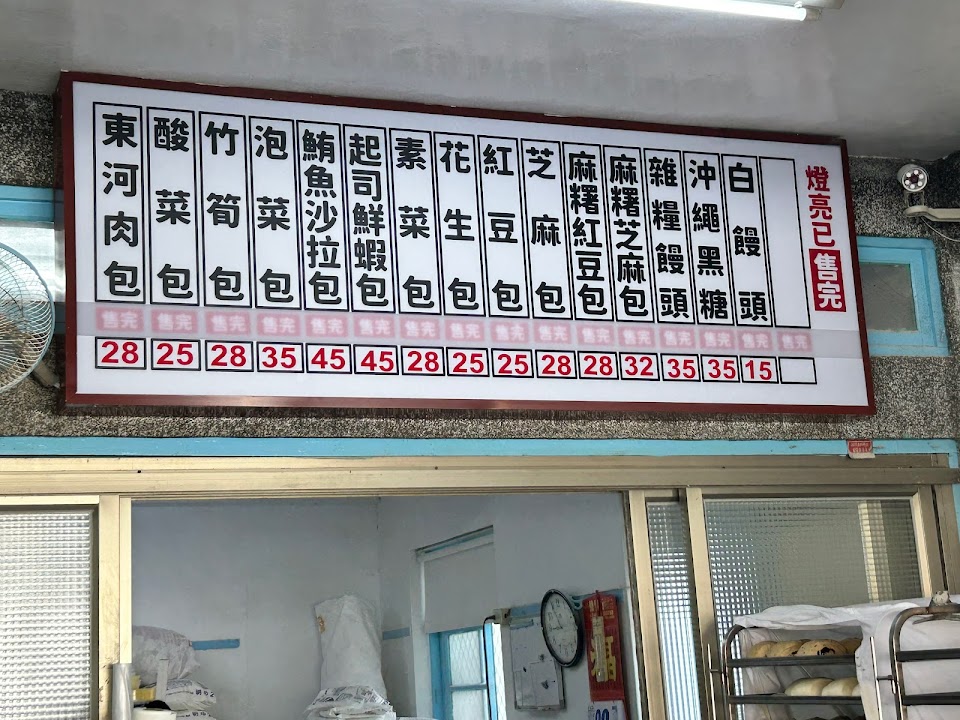 東河肉包
酸菜包
竹筍包
泡菜包
鮪魚沙拉包
起司鮮蝦包
素菜包
花生包
紅豆包
芝麻包
麻糬紅豆包
麻糬芝麻包
雜糧饅頭
沖繩黑糖
白饅頭
燈亮已售完
售完 售完 售完 售完 售完 售完 售完 售完 售完 售完 售完 售完 售完 售完 售完 售完
28 25 28 35 45 45 28 25 25 28 28 32 35 35 15